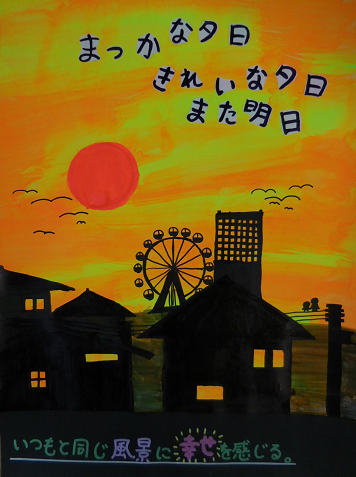 まっかな夕日
きれいな夕日
また明日
いつもと同じ風景に幸せを感じる。